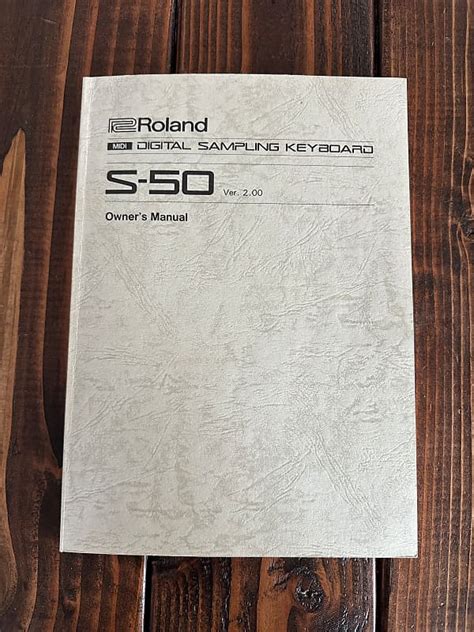 Roland
MIDI DIGITAL SAMPLING KEYBOARD
S-50 Ver. 2.00
Owner's Manual